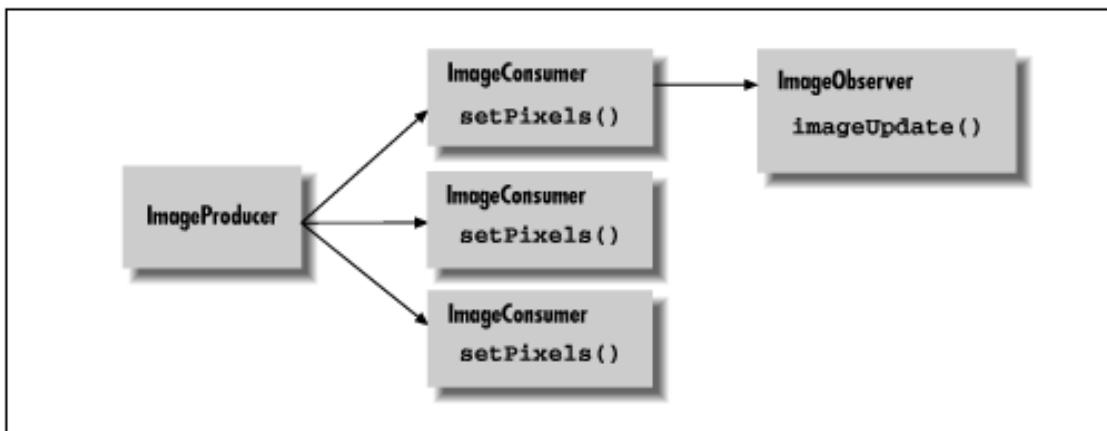 ImageProducer
ImageConsumer
setPixels()
ImageConsumer
setPixels()
ImageConsumer
setPixels()
ImageObserver
imageUpdate()